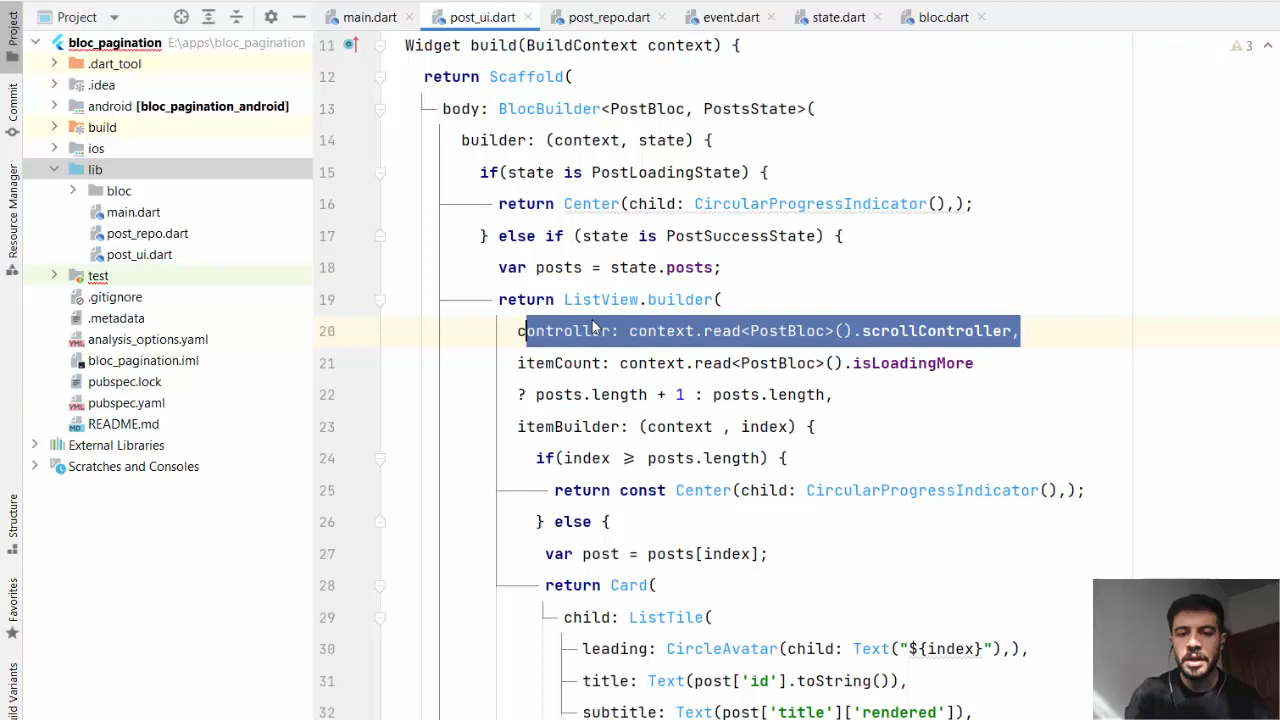 Project
main.dart
post_ui.dart
post_repo.dart
event.dart
state.dart
bloc.dart
Project
Commit
Resource Manager
Structure
Favorites
ild Variants
bloc_pagination E:\apps\bloc_pagination
.dart_tool
.idea
android [bloc_pagination_android]
build
ios
lib
bloc
main.dart
post_repo.dart
post_ui.dart
test
.gitignore
.metadata
analysis_options.yaml
bloc_pagination.iml
pubspec.lock
pubspec.yaml
README.md
External Libraries
Scratches and Consoles
3
11 Widget build(BuildContext context) {
12 return Scaffold(
13 body: BlocBuilder<PostBloc, PostsState>(
14 builder: (context, state) {
15 if(state is PostLoadingState) {
16 return Center(child: CircularProgressIndicator(),);
17 } else if (state is PostSuccessState) {
18 var posts = state.posts;
19 return ListView.builder(
20 controller: context.read<PostBloc>().scrollController,
21 itemCount: context.read<PostBloc>().isLoadingMore
22 ? posts.length + 1 : posts.length,
23 itemBuilder: (context , index) {
24 if(index ⩾ posts.length) {
25 return const Center(child: CircularProgressIndicator(),);
26 } else {
27 var post = posts[index];
28 return Card(
29 child: ListTile(
30 leading: CircleAvatar(child: Text("${index}"),),
31 title: Text(post['id'].toString()),
32 subtitle: Text(post['title']['rendered']),